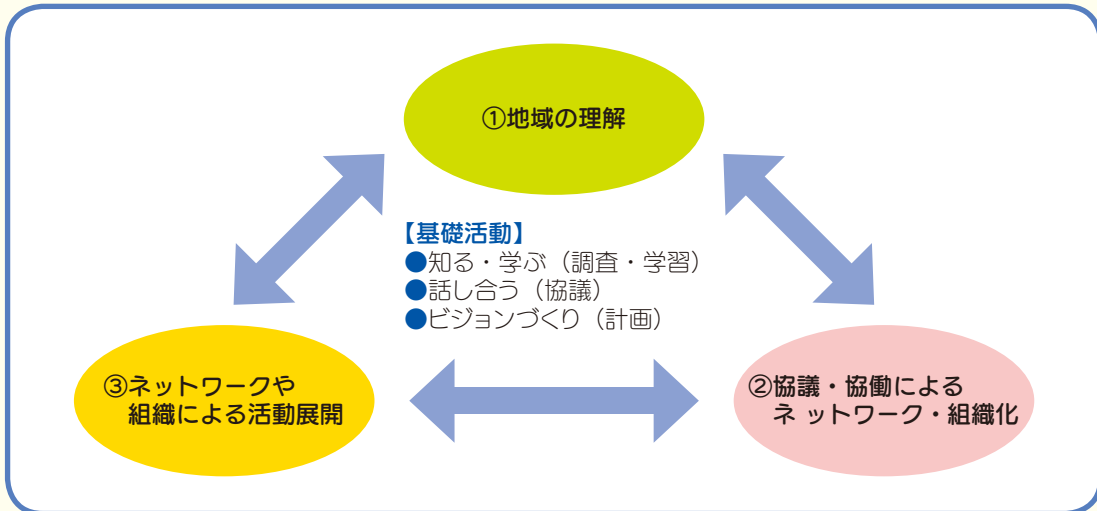 ①地域の理解
【基礎活動】
●知る・学ぶ（調査・学習）
●話し合う（協議）
●ビジョンづくり（計画）
③ネットワークや
組織による活動展開
②協議・協働による
ネットワーク・組織化